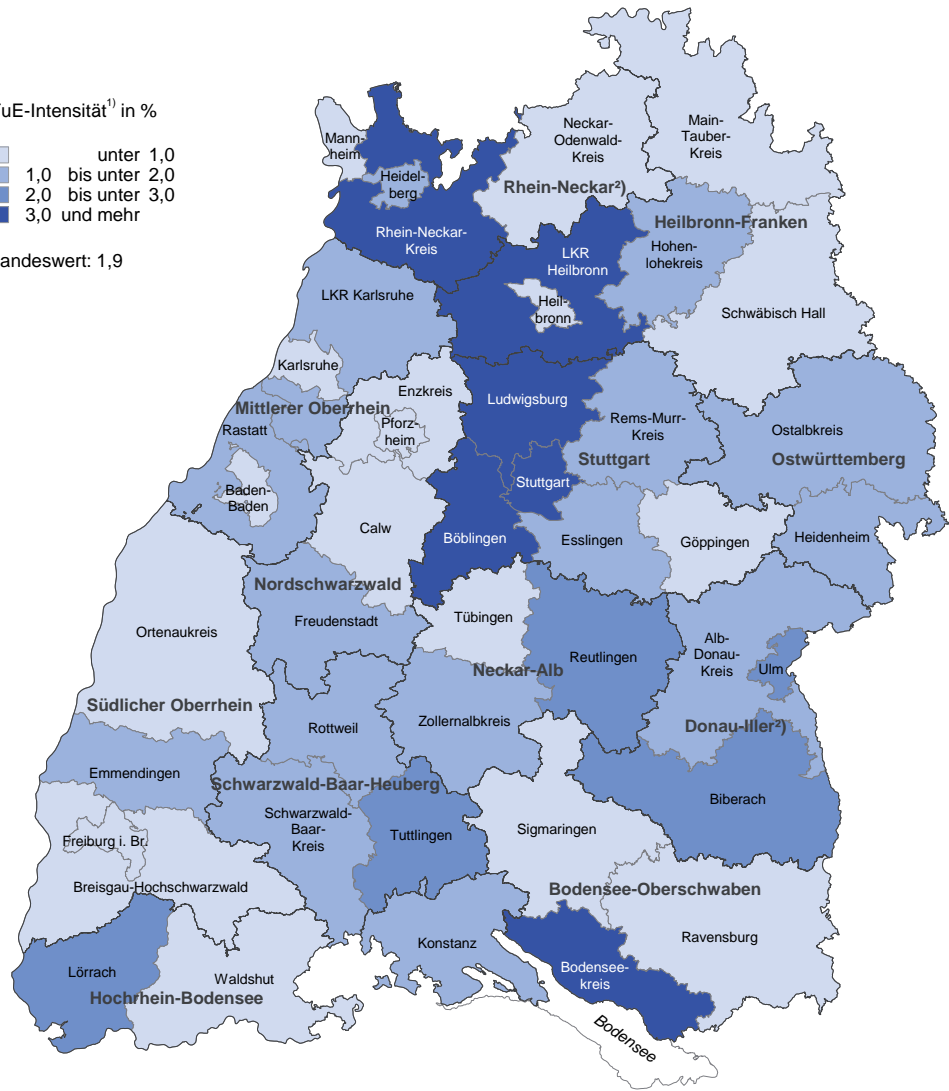 uE-Intensität¹⁾ in %
unter 1,0
1,0 bis unter 2,0
2,0 bis unter 3,0
3,0 und mehr
andeswert: 1,9
Mann-
heim
Heidel-
berg
Rhein-Neckar-
Kreis
Neckar-
Odenwald-
Kreis
Main-
Tauber-
Kreis
Rhein-Neckar²)
Heilbronn-Franken
LKR
Heilbronn
Hohen-
lohekreis
Heil-
bronn
Schwäbisch Hall
LKR Karlsruhe
Karlsruhe
Enzkreis
Ludwigsburg
Mittlerer Oberrhein
Rastatt
Pforz-
heim
Rems-Murr-
Kreis
Ostalbkreis
Stuttgart
Ostwürttemberg
Stuttgart
Baden-
Baden
Calw
Böblingen
Esslingen
Göppingen
Heidenheim
Nordschwarzwald
Freudenstadt
Tübingen
Ortenaukreis
Reutlingen
Alb-
Donau-
Kreis
Ulm
Neckar-Alb
Südlicher Oberrhein
Rottweil
Zollernalbkreis
Donau-Iller²)
Emmendingen
Schwarzwald-Baar-Heuberg
Biberach
Schwarzwald-
Baar-
Kreis
Tuttlingen
Sigmaringen
Freiburg i. Br.
Breisgau-Hochschwarzwald
Bodensee-Oberschwaben
Ravensburg
Konstanz
Bodensee-
kreis
Lörrach
Waldshut
Hochrhein-Bodensee
Bodensee